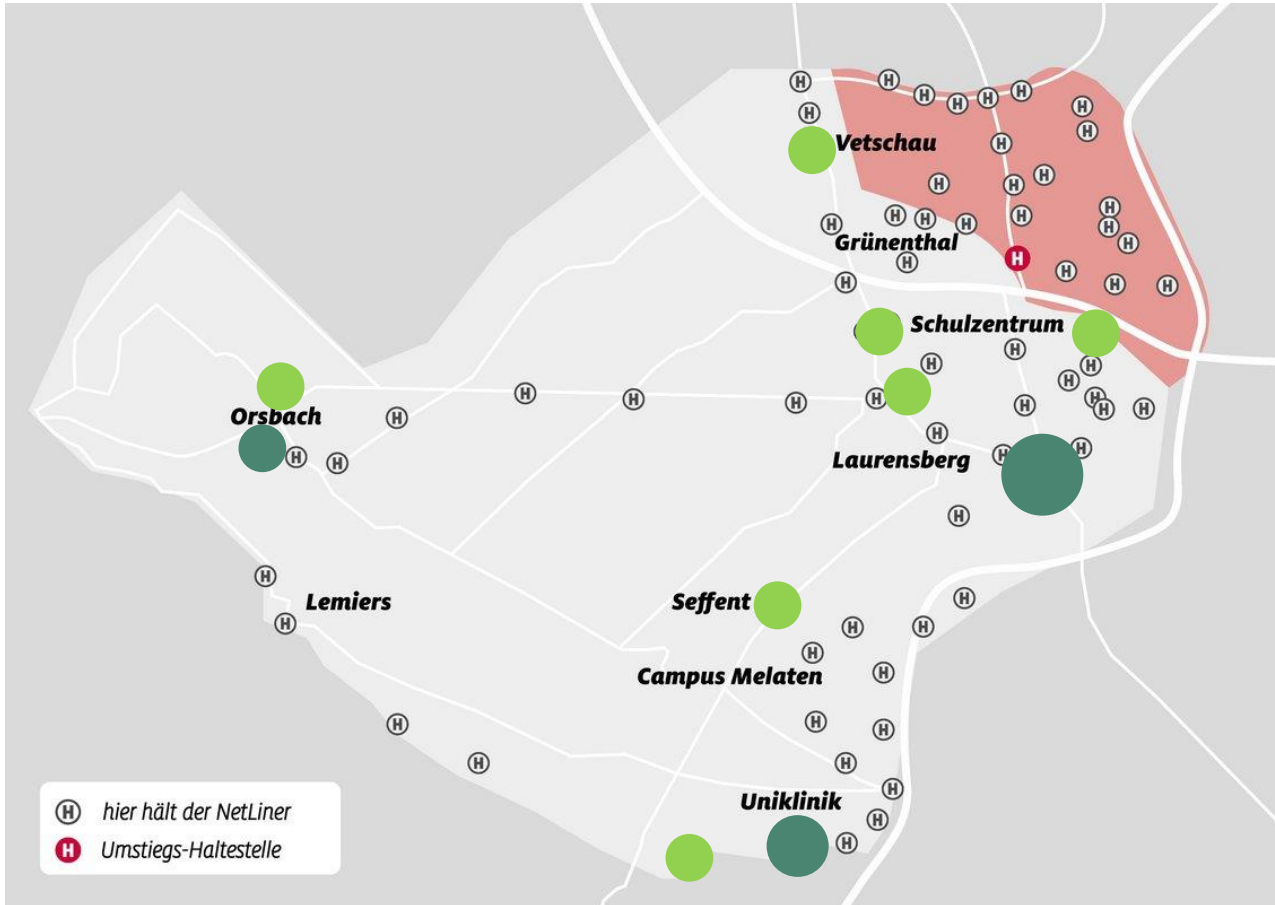 Vetschau
Grünenthal
Schulzentrum
Orsbach
Laurensberg
Lemiers
Seffent
Campus Melaten
Uniklinik
H hier hält der NetLiner
H Umstiegs-Haltestelle